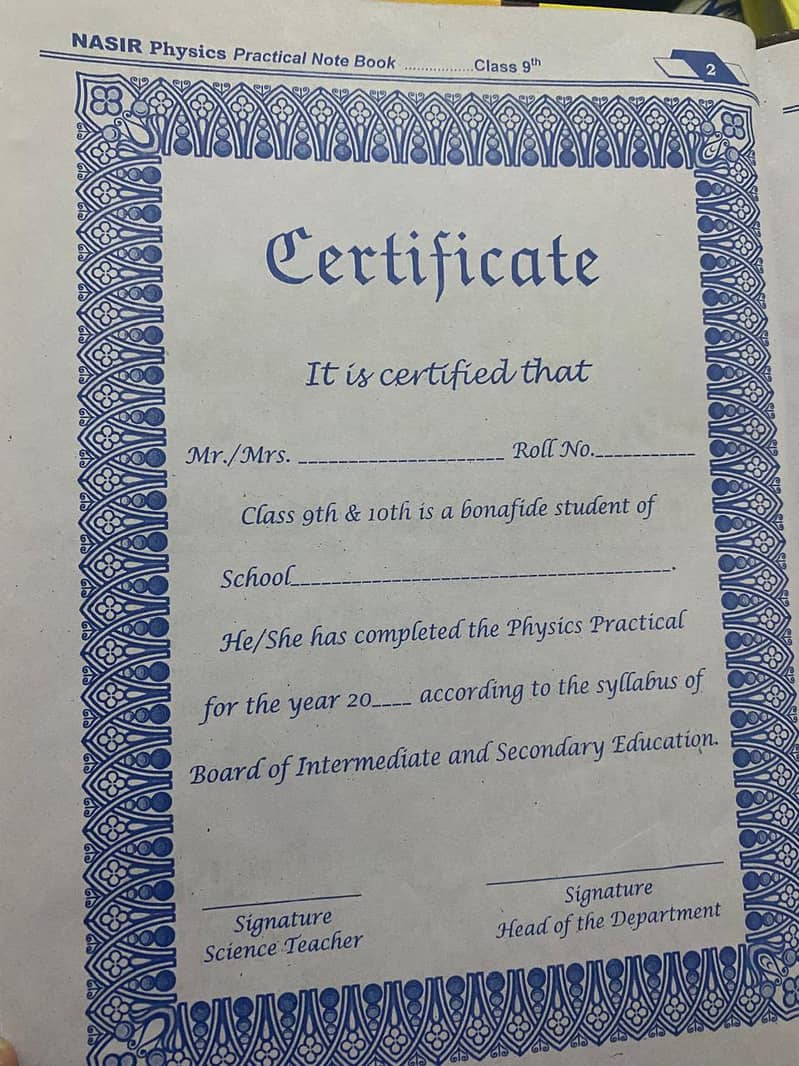 NASIR Physics Practical Note Book .................Class 9th
2
Certificate
It is certified that
Mr./Mrs. _____________________ Roll No.__________
Class 9th & 10th is a bonafide student of
School______________________________________.
He/She has completed the Physics Practical
for the year 20____ according to the syllabus of
Board of Intermediate and Secondary Education.
Signature
Science Teacher
Signature
Head of the Department